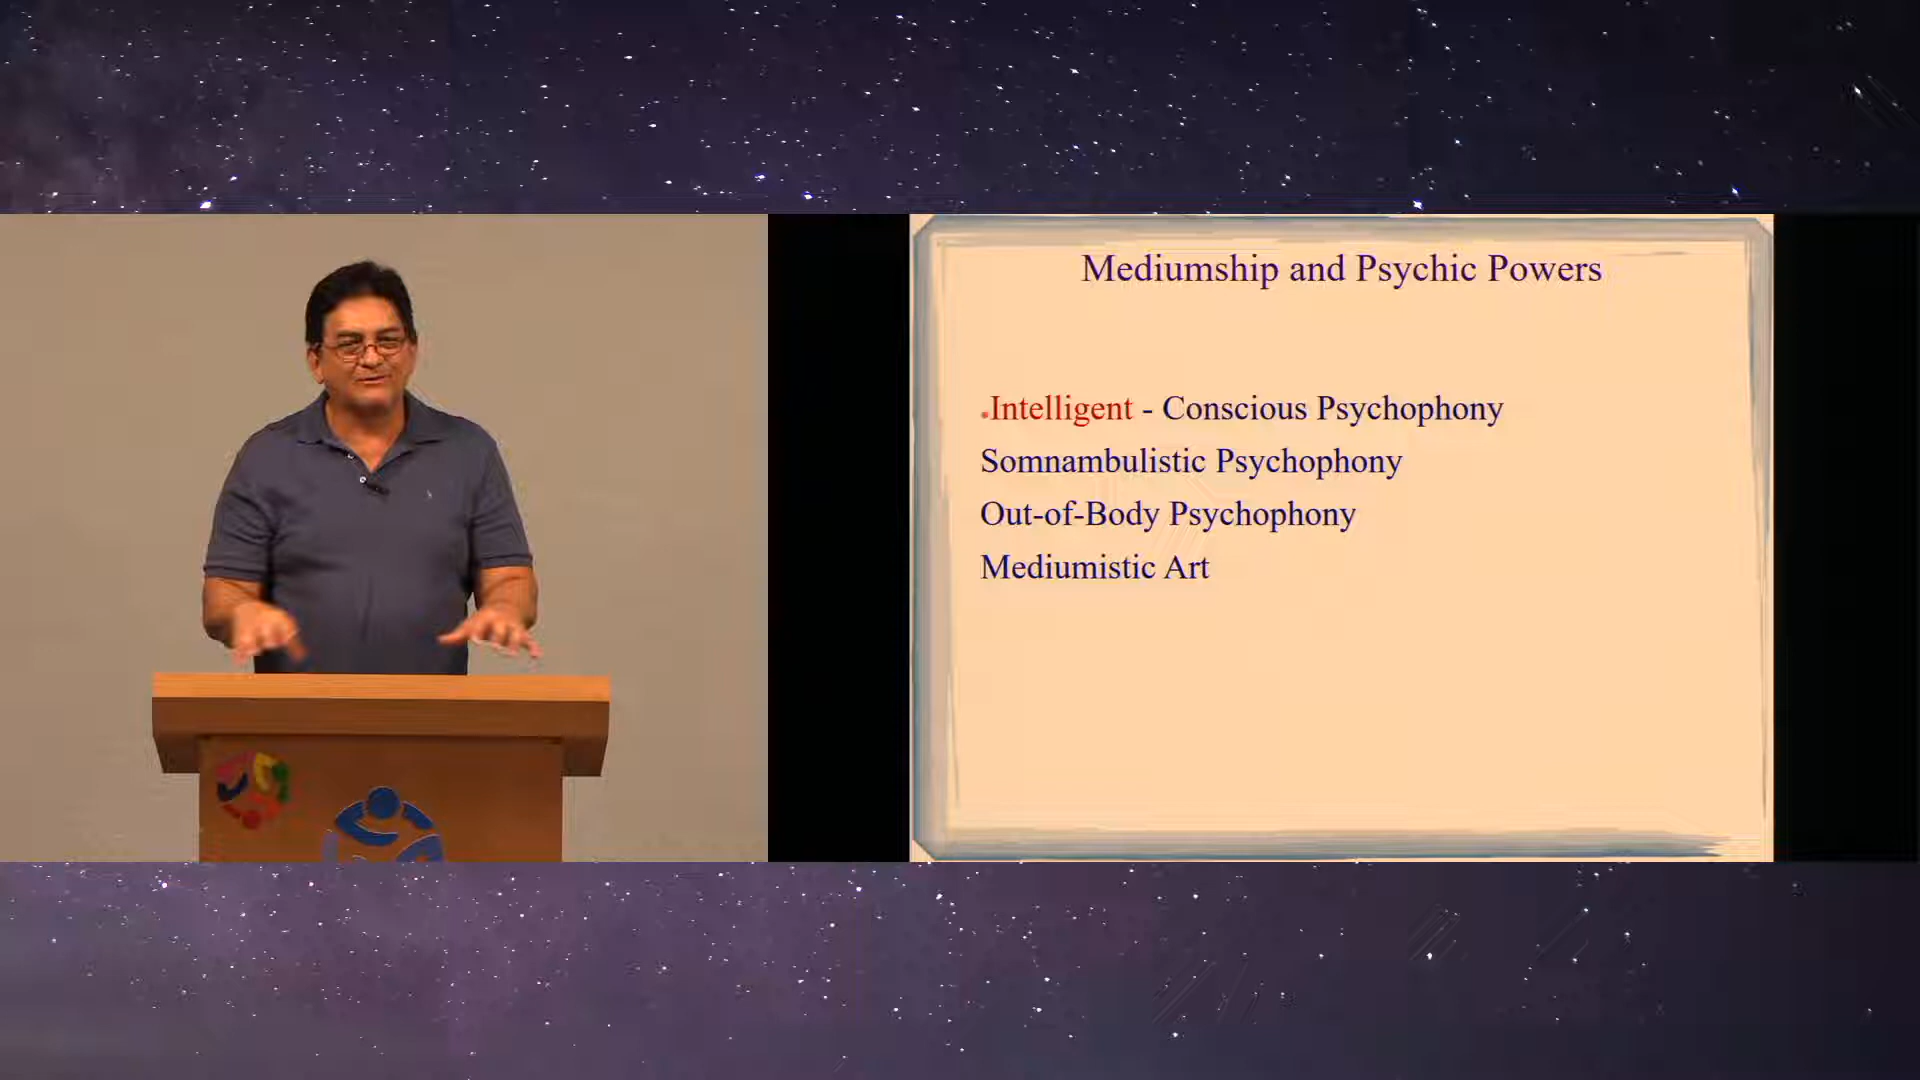 Mediumship and Psychic Powers
Intelligent - Conscious Psychophony
Somnambulistic Psychophony
Out-of-Body Psychophony
Mediumistic Art